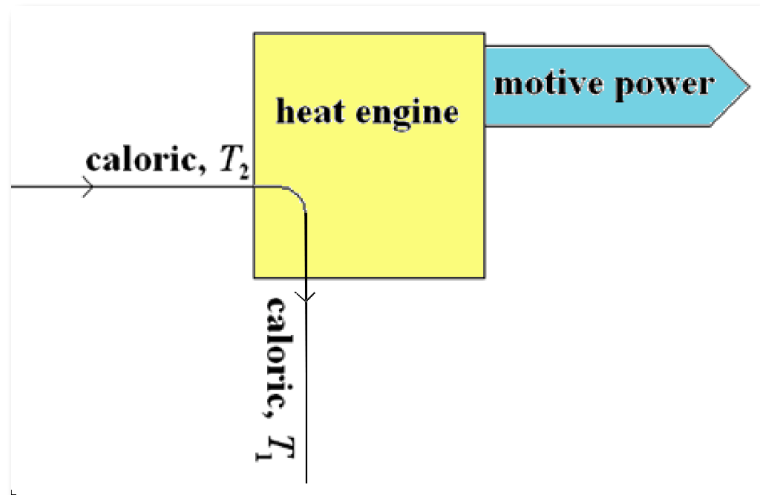 heat engine
motive power
caloric, T₂
caloric, T₁